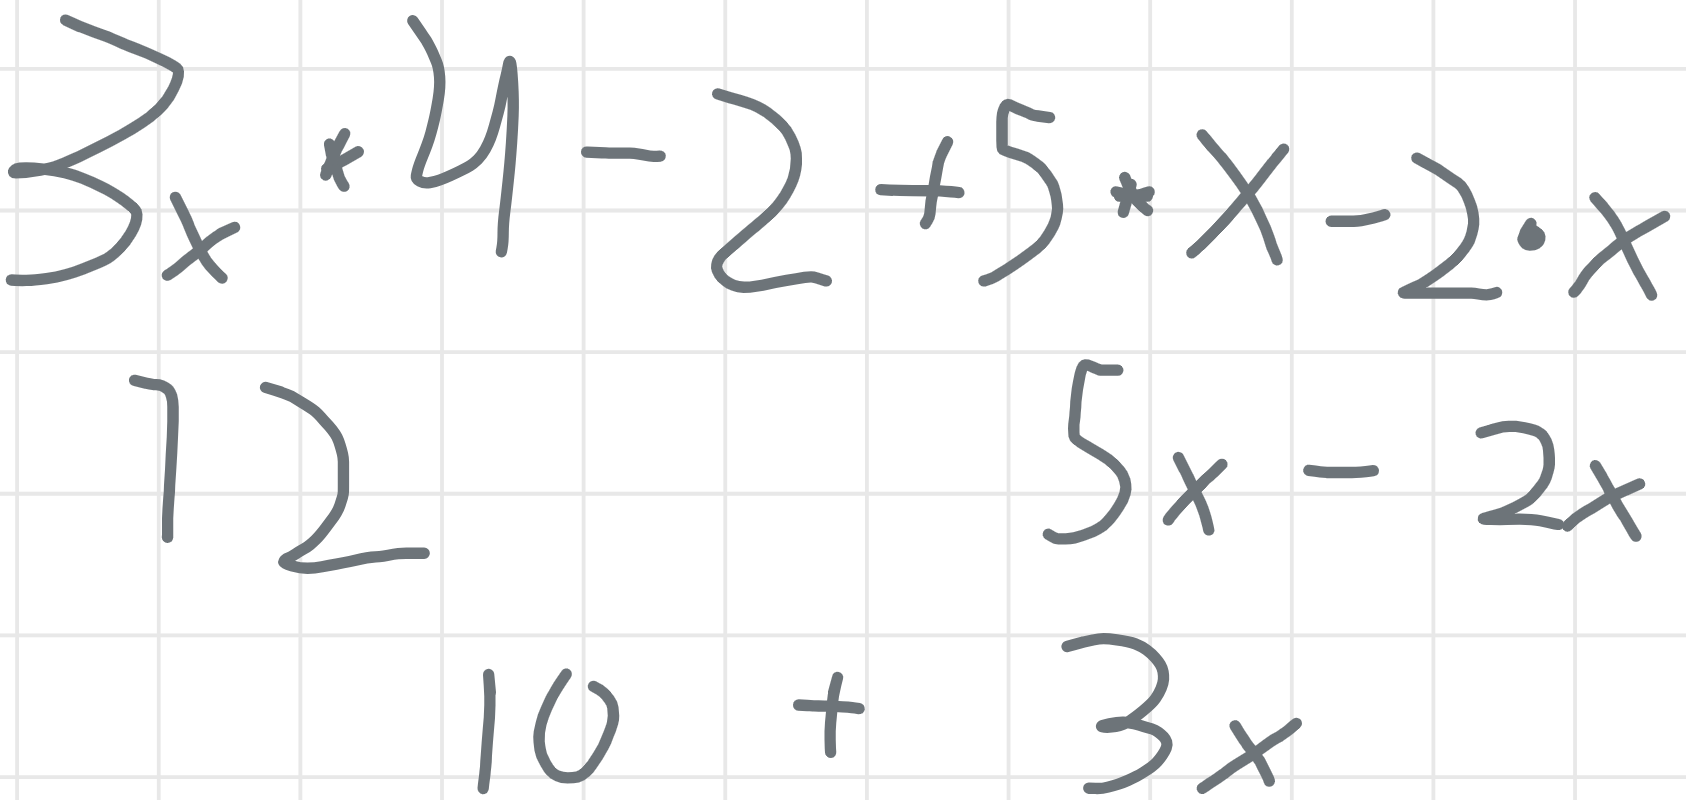 3x * 4 - 2 + 5 * x - 2 · x
12 5x - 2x
10 + 3x